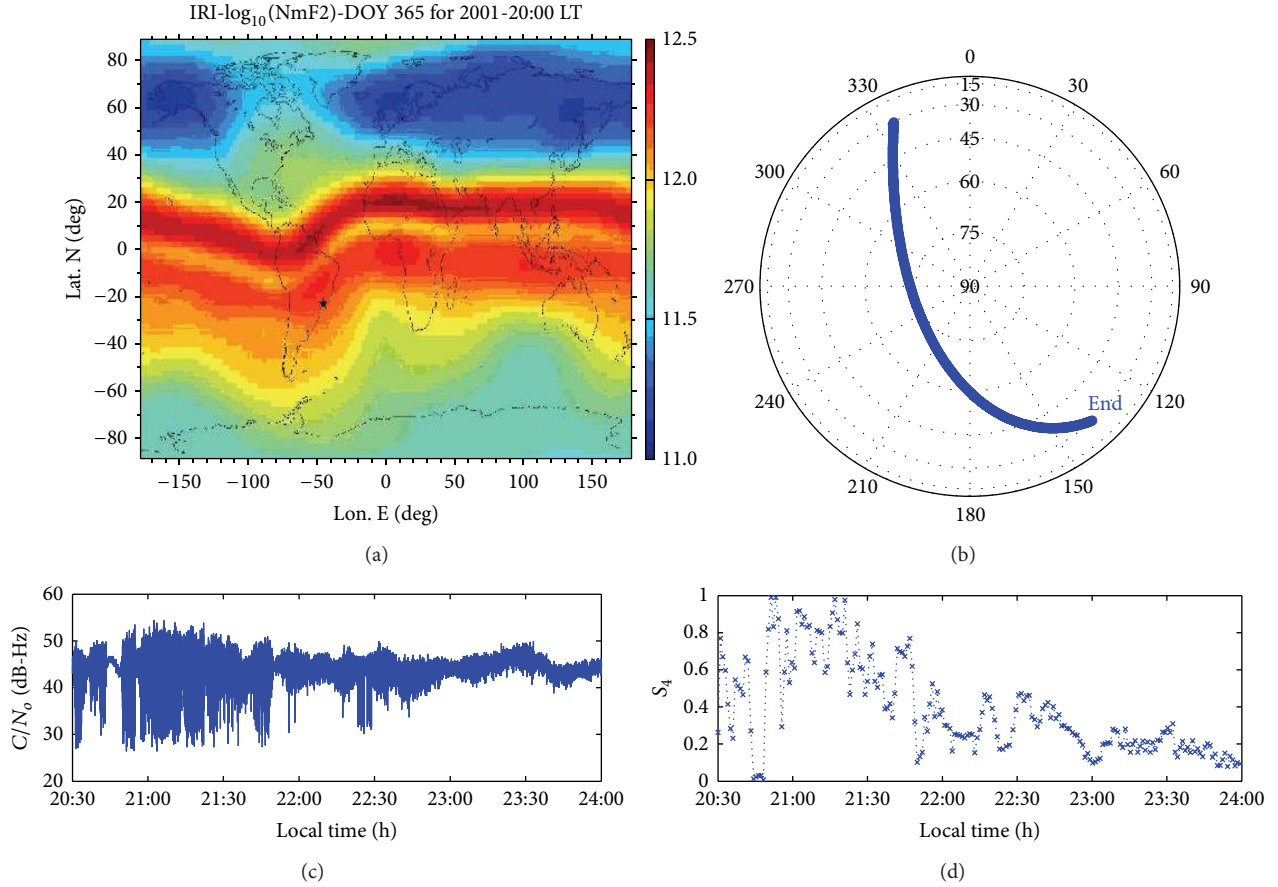 IRI-log₁₀(NmF2)-DOY 365 for 2001-20:00 LT
80
60
40
20
0
−20
−40
−60
−80
Lat. N (deg)
−150 −100 −50 0 50 100 150
Lon. E (deg)
12.5
12.0
11.5
11.0
(a)
0
30
60
90
120
150
180
210
240
270
300
330
15
30
45
60
75
90
End
(b)
60
50
40
30
20
C/Nₒ (dB-Hz)
20:30 21:00 21:30 22:00 22:30 23:00 23:30 24:00
Local time (h)
(c)
1
0.8
0.6
0.4
0.2
0
S₄
20:30 21:00 21:30 22:00 22:30 23:00 23:30 24:00
Local time (h)
(d)